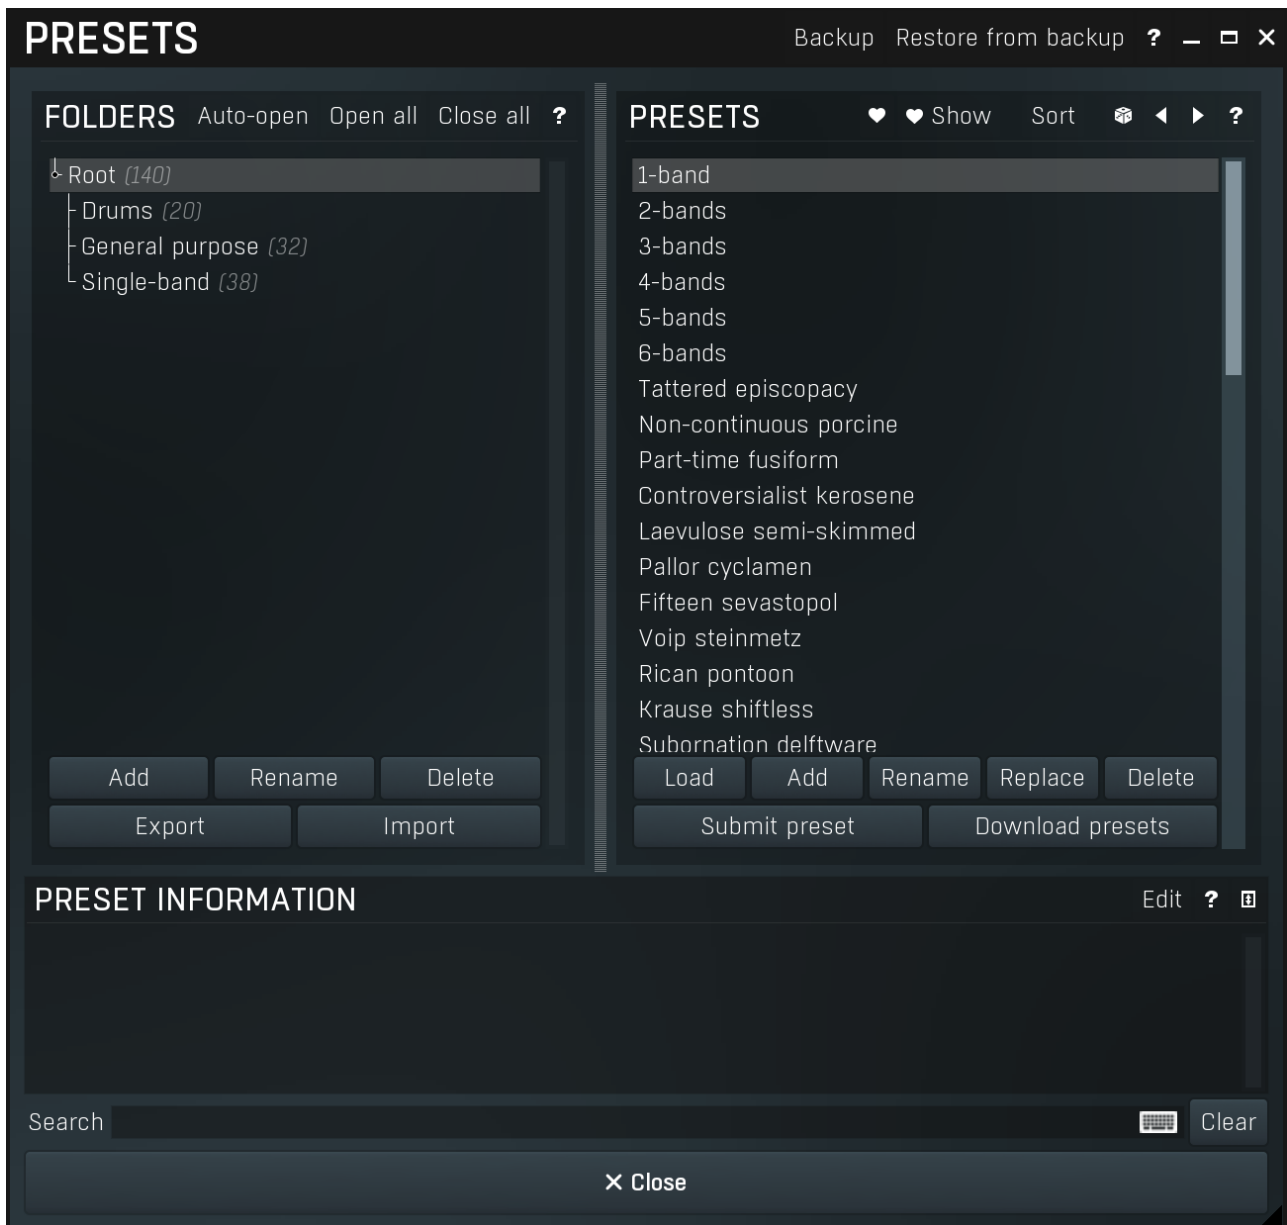 PRESETS
Backup Restore from backup ?
FOLDERS Auto-open Open all Close all ?
Root (140)
Drums (20)
General purpose (32)
Single-band (38)
Add Rename Delete
Export Import
PRESETS Show Sort ?
1-band
2-bands
3-bands
4-bands
5-bands
6-bands
Tattered episcopacy
Non-continuous porcine
Part-time fusiform
Controversialist kerosene
Laevulose semi-skimmed
Pallor cyclamen
Fifteen sevastopol
Voip steinmetz
Rican pontoon
Krause shiftless
Subornation delftware
Load Add Rename Replace Delete
Submit preset Download presets
PRESET INFORMATION Edit ?
Search Clear
Close